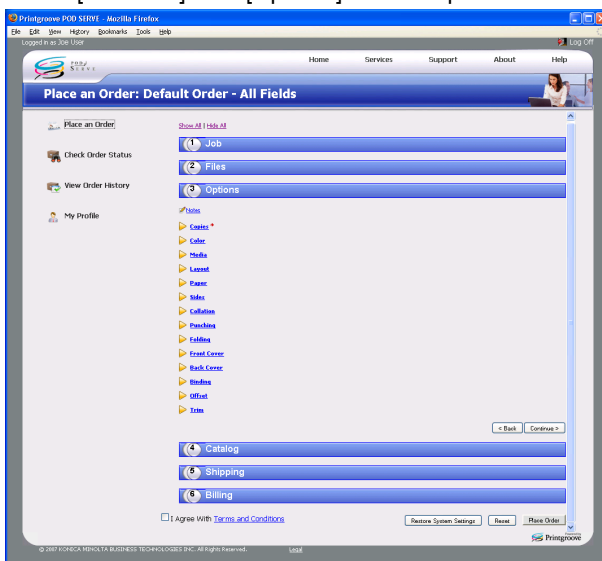 Printgroove POD SERVE - Mozilla Firefox
File Edit View History Bookmarks Tools Help
Logged in as Joe User Log Off
POD
SERVE
Home Services Support About Help
Place an Order: Default Order - All Fields
Place an Order
Check Order Status
View Order History
My Profile
Show All | Hide All
1 Job
2 Files
3 Options
Notes
Copies *
Color
Media
Layout
Paper
Sides
Collation
Punching
Folding
Front Cover
Back Cover
Binding
Offset
Trim
< Back Continue >
4 Catalog
5 Shipping
6 Billing
I Agree With Terms and Conditions
Restore System Settings Reset Place Order
Printgroove
© 2007 KONICA MINOLTA BUSINESS TECHNOLOGIES INC. All Rights Reserved. Legal